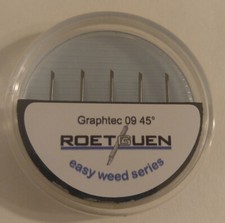 Graphtec 09 45°
ROETGUEN
easy weed series